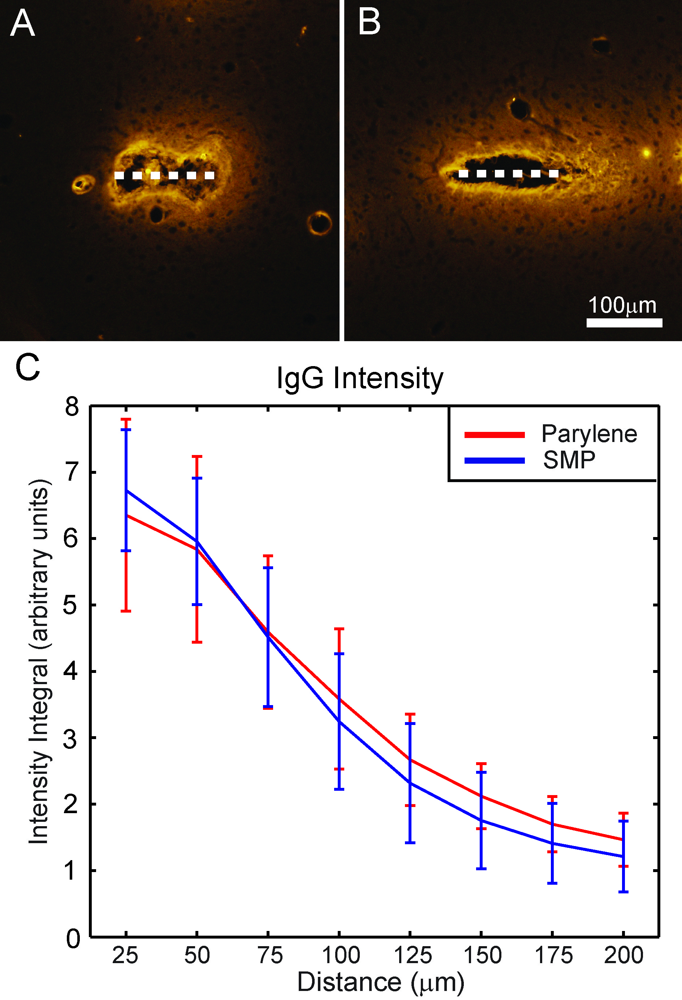 A
B
100μm
C
IgG Intensity
Parylene
SMP
Intensity Integral (arbitrary units)
8
7
6
5
4
3
2
1
0
25 50 75 100 125 150 175 200
Distance (μm)